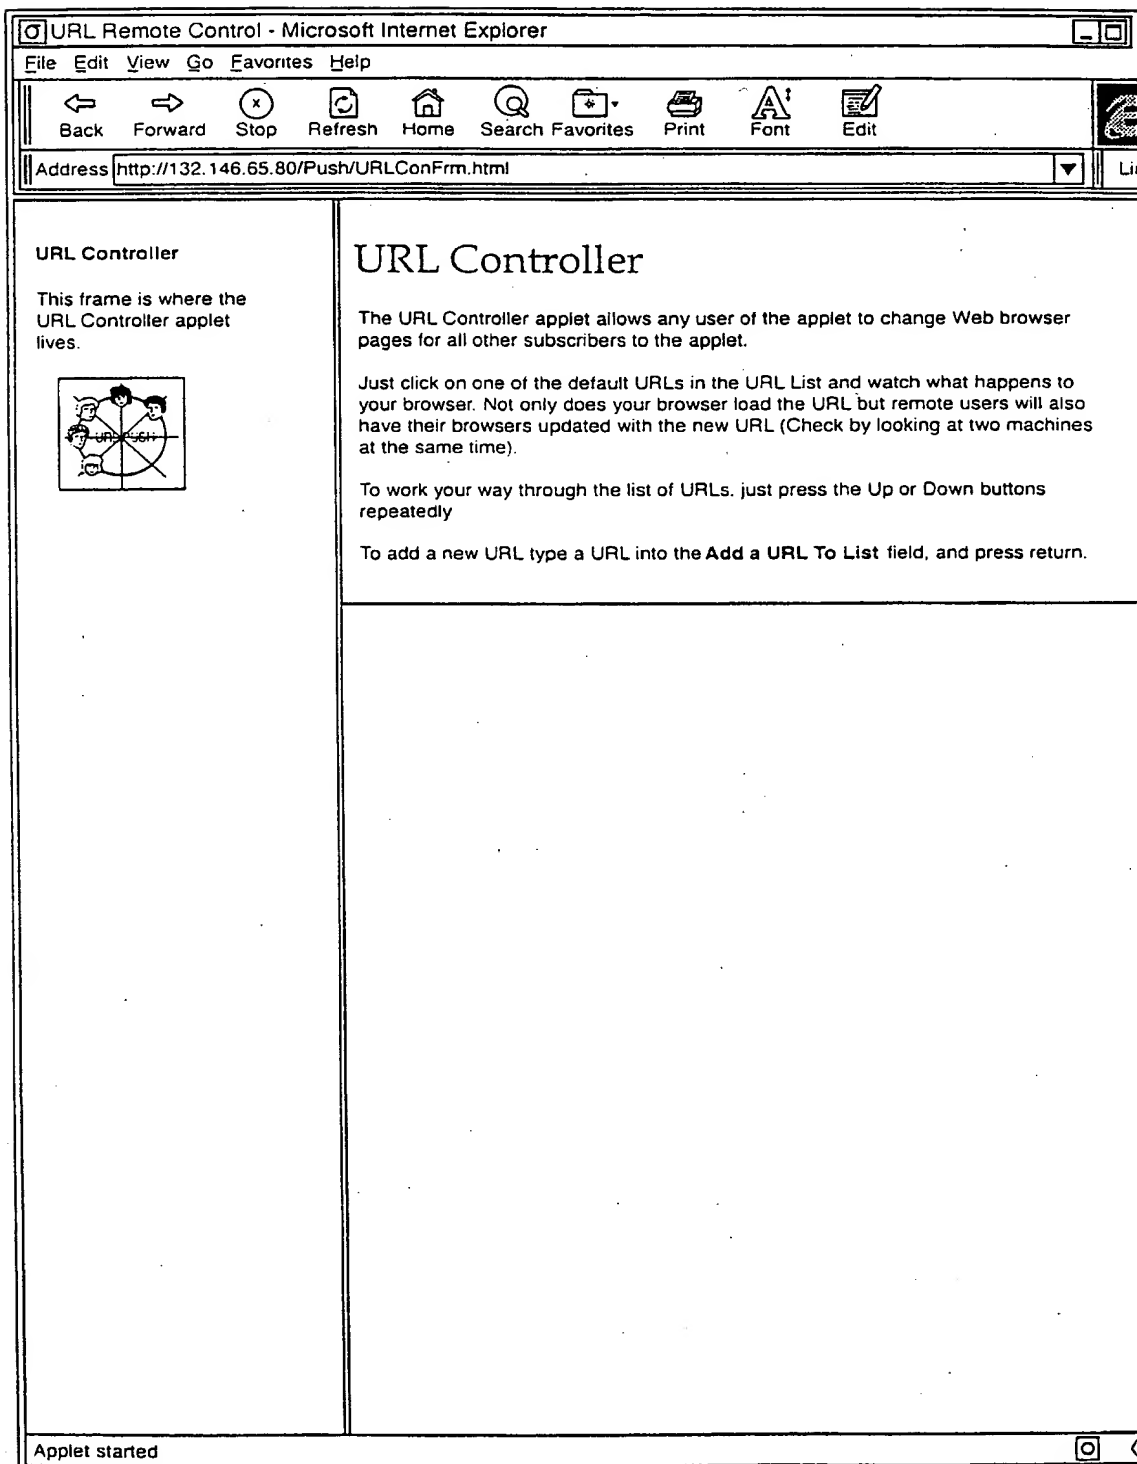 URL Remote Control - Microsoft Internet Explorer
File Edit View Go Favorites Help
Back Forward Stop Refresh Home Search Favorites Print Font Edit
Address http://132.146.65.80/Push/URLConFrm.html
URL Controller
This frame is where the
URL Controller applet
lives.
URL PUSH
URL Controller
The URL Controller applet allows any user of the applet to change Web browser
pages for all other subscribers to the applet.
Just click on one of the default URLs in the URL List and watch what happens to
your browser. Not only does your browser load the URL but remote users will also
have their browsers updated with the new URL (Check by looking at two machines
at the same time).
To work your way through the list of URLs. just press the Up or Down buttons
repeatedly
To add a new URL type a URL into the Add a URL To List field, and press return.
Applet started